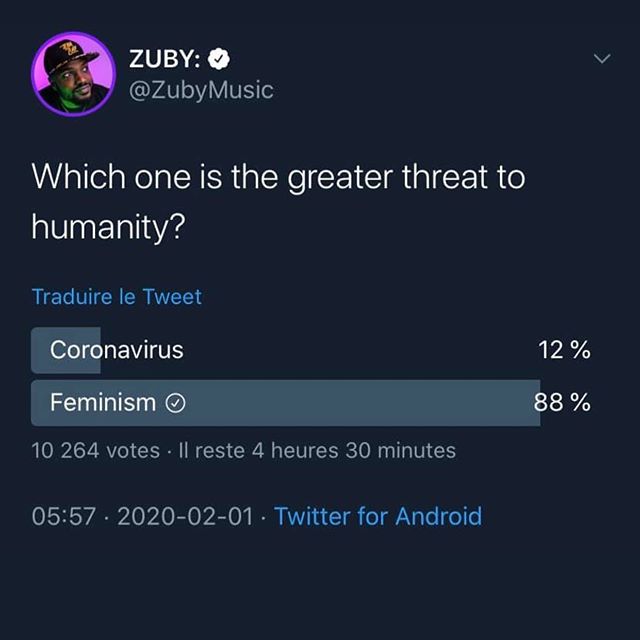 ZUBY:
@ZubyMusic
Which one is the greater threat to
humanity?
Traduire le Tweet
Coronavirus 12 %
Feminism 88 %
10 264 votes · Il reste 4 heures 30 minutes
05:57 · 2020-02-01 · Twitter for Android